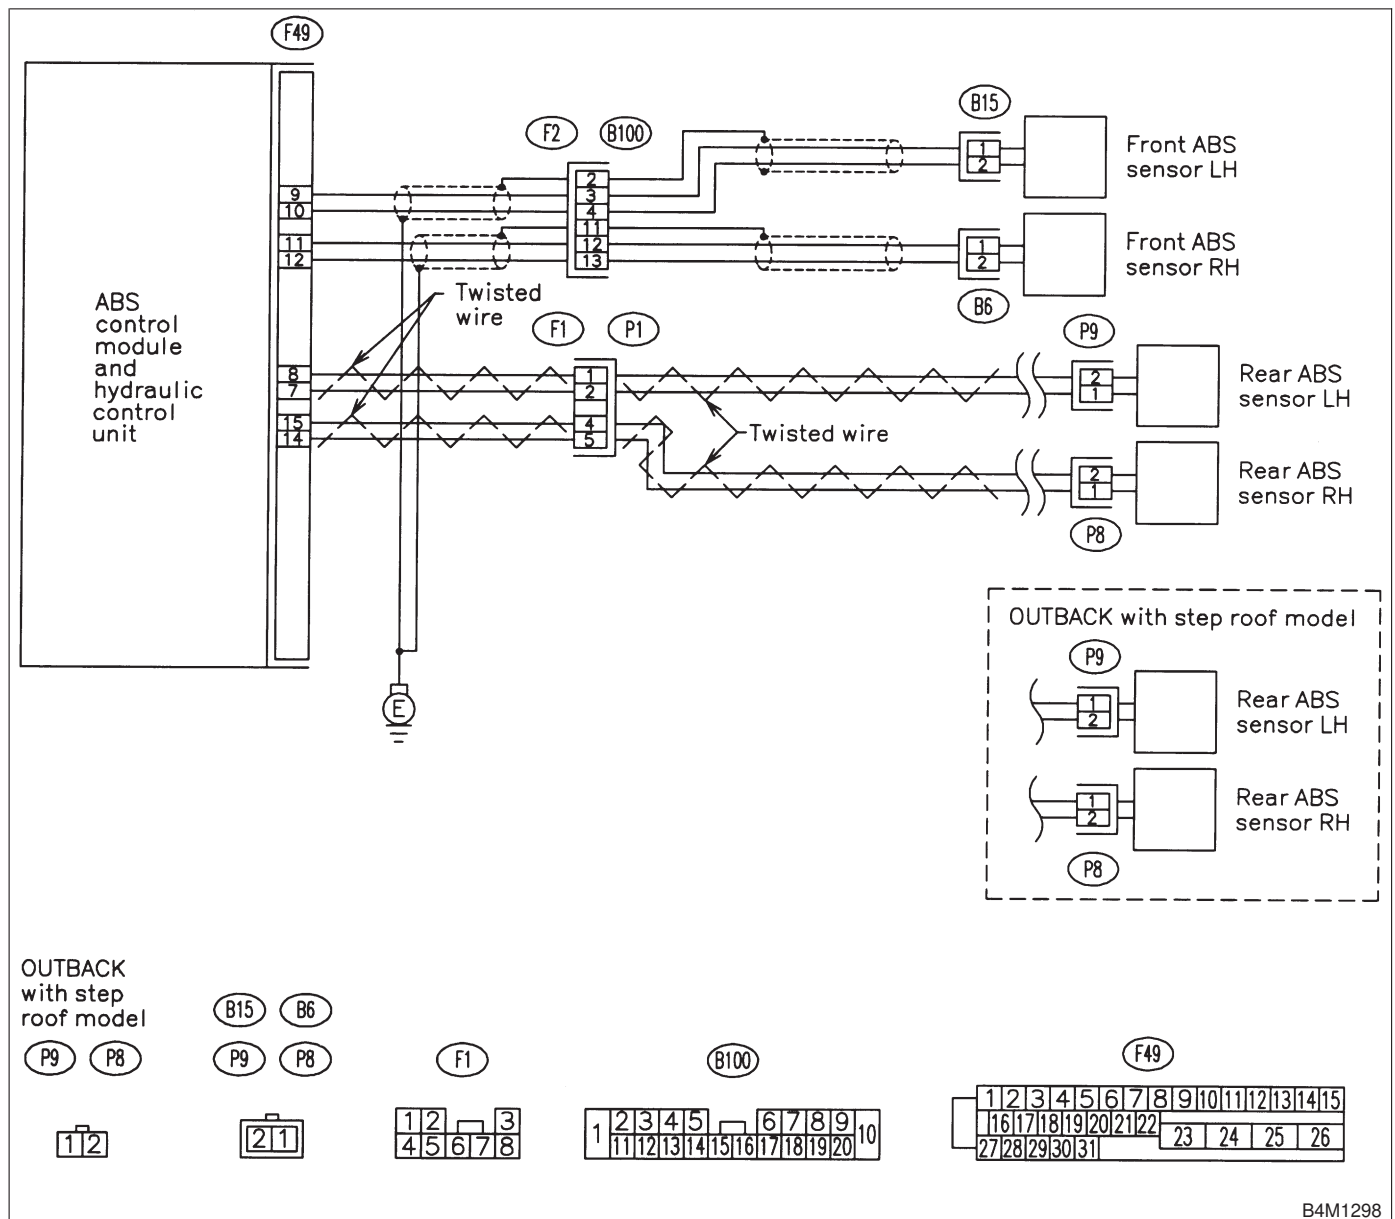 F49
B15
F2 B100
1
2
Front ABS
sensor LH
2
3
4
11
12
13
9
10
11
12
1
2
Front ABS
sensor RH
B6
ABS
control
module
and
hydraulic
control
unit
Twisted
wire
F1 P1
P9
8
7
15
14
1
2
4
5
2
1
Rear ABS
sensor LH
Twisted wire
2
1
Rear ABS
sensor RH
P8
E
OUTBACK with step roof model
P9
1
2
Rear ABS
sensor LH
1
2
Rear ABS
sensor RH
P8
OUTBACK
with step
roof model
P9 P8
1 2
B15 B6
P9 P8
2 1
F1
1 2 3
4 5 6 7 8
B100
1 2 3 4 5 6 7 8 9 10
11 12 13 14 15 16 17 18 19 20
F49
1 2 3 4 5 6 7 8 9 10 11 12 13 14 15
16 17 18 19 20 21 22 23 24 25 26
27 28 29 30 31
B4M1298